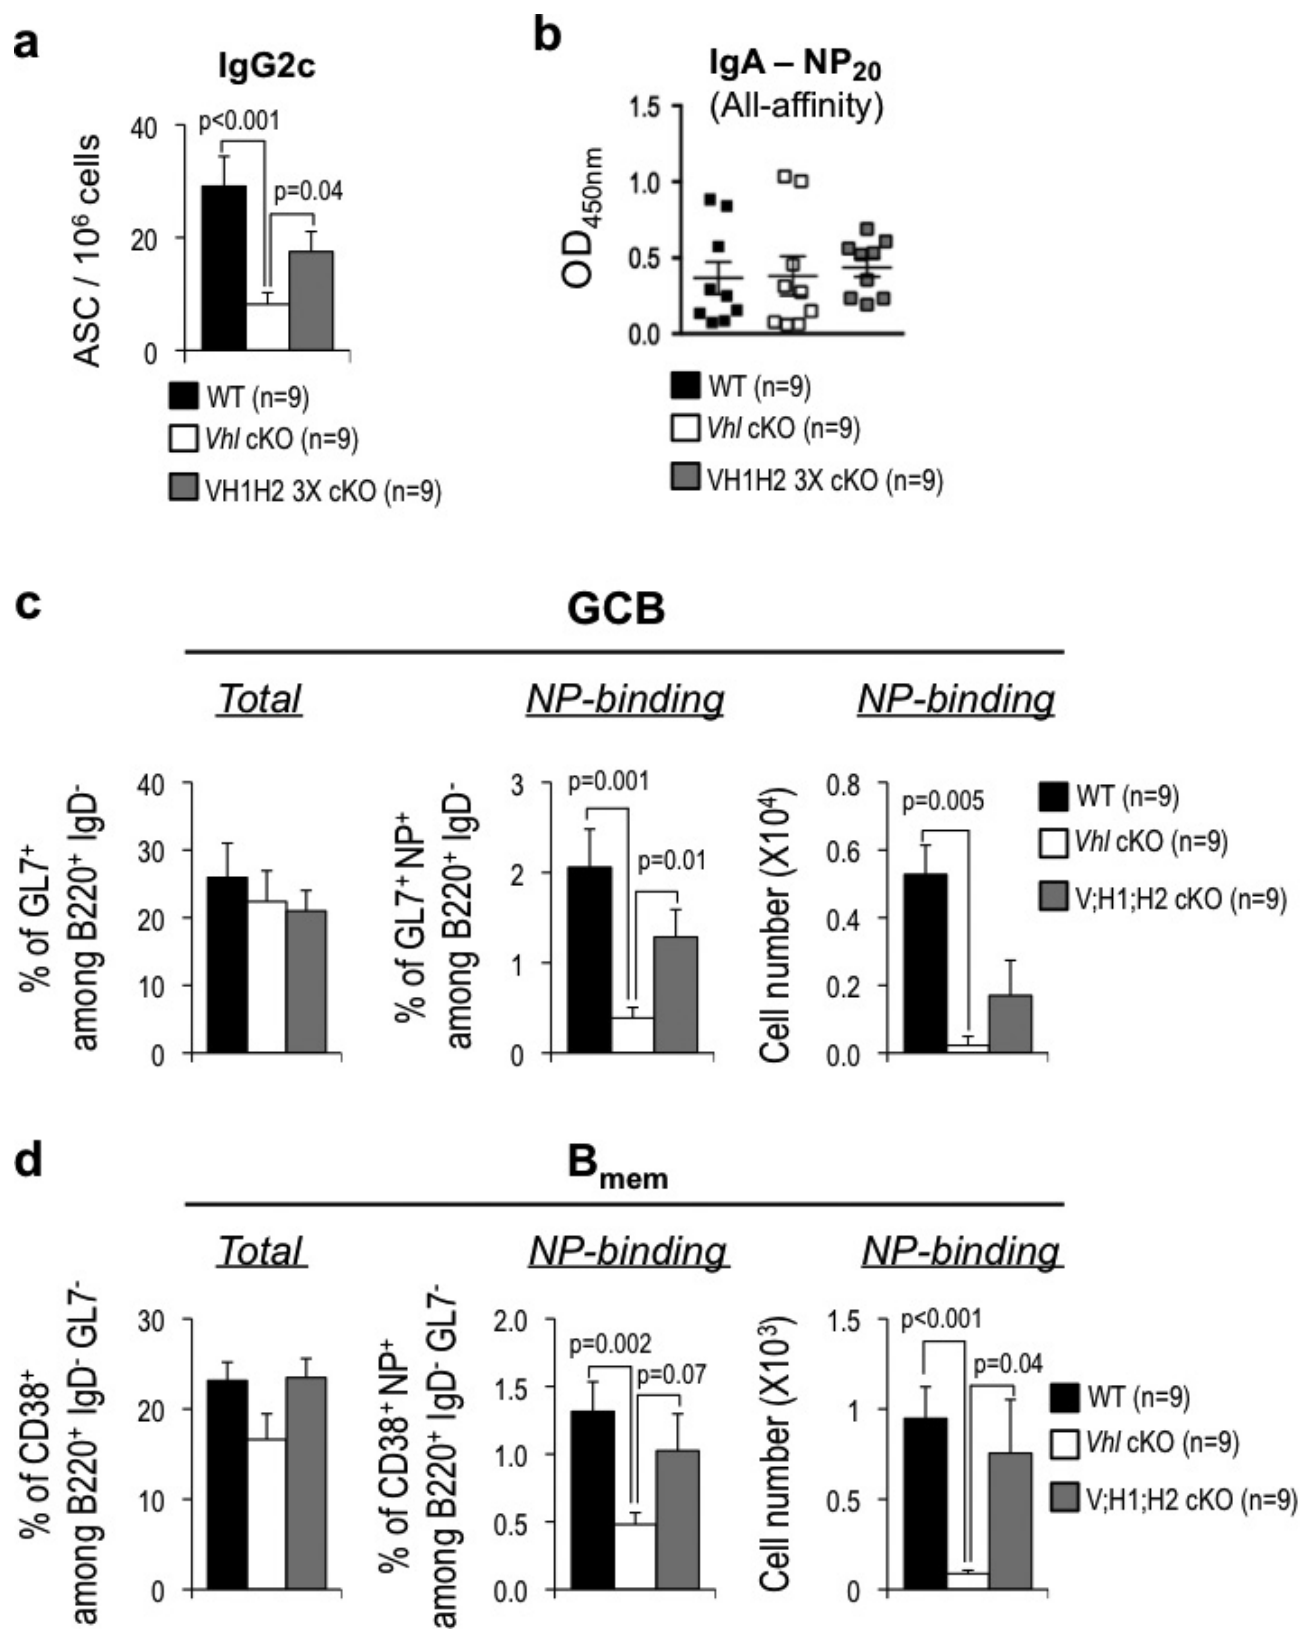 a
IgG2c
ASC / 10⁶ cells
40
20
0
p<0.001
p=0.04
WT (n=9)
Vhl cKO (n=9)
VH1H2 3X cKO (n=9)
b
IgA – NP₂₀
(All-affinity)
OD₄₅₀nm
1.5
1.0
0.5
0.0
WT (n=9)
Vhl cKO (n=9)
VH1H2 3X cKO (n=9)
c
GCB
Total
% of GL7⁺
among B220⁺ IgD⁻
40
30
20
10
0
NP-binding
% of GL7⁺ NP⁺
among B220⁺ IgD⁻
3
2
1
0
p=0.001
p=0.01
NP-binding
Cell number (X10⁴)
0.8
0.6
0.4
0.2
0.0
p=0.005
WT (n=9)
Vhl cKO (n=9)
V;H1;H2 cKO (n=9)
d
Bmem
Total
% of CD38⁺
among B220⁺ IgD⁻ GL7⁻
30
20
10
0
NP-binding
% of CD38⁺ NP⁺
among B220⁺ IgD⁻ GL7⁻
2.0
1.5
1.0
0.5
0.0
p=0.002
p=0.07
NP-binding
Cell number (X10³)
1.5
1
0.5
0
p<0.001
p=0.04
WT (n=9)
Vhl cKO (n=9)
V;H1;H2 cKO (n=9)